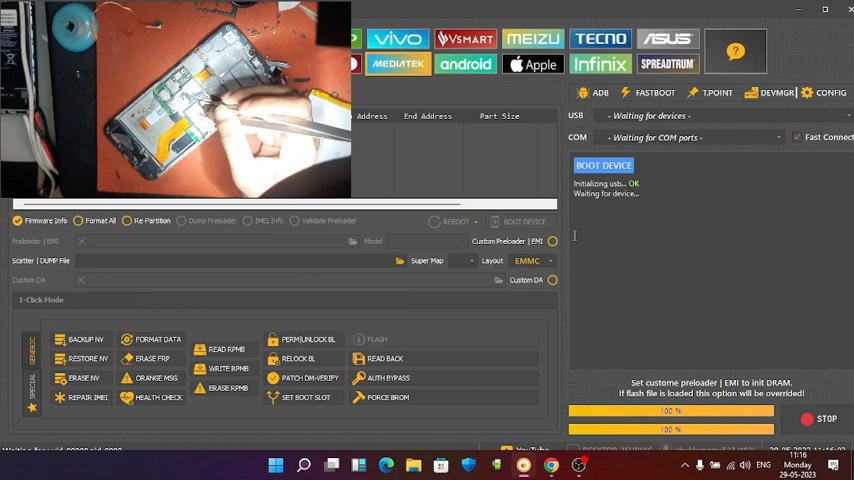 vivo VSMART MEIZU TECNO ASUS
MEDIATEK android Apple Infinix SPREADTRUM
?
ADB FASTBOOT T.POINT DEVMGR CONFIG
Address End Address Part Size
USB - Waiting for devices -
COM - Waiting for COM ports - Fast Connect
BOOT DEVICE
Initializing usb... OK
Waiting for device...
Firmware Info Format All Re-Partition Dump Preloader IMEI Info Validate Preloader REBOOT BOOT DEVICE
Preloader | EMI Model Custom Preloader | EMI
Scatter | DUMP File Super Map Layout EMMC
Custom DA Custom DA
1-Click Mode
GENERIC
SPECIAL
BACKUP NV FORMAT DATA READ RPMB PERM|UNLOCK BL FLASH
RESTORE NV ERASE FRP WRITE RPMB RELOCK BL READ BACK
ERASE NV ORANGE MSG ERASE RPMB PATCH DM-VERIFY AUTH BYPASS
REPAIR IMEI HEALTH CHECK SET BOOT SLOT FORCE BROM
Set custome preloader | EMI to init DRAM.
If flash file is loaded this option will be overrided!
100 %
100 %
STOP
YouTube
ENG
11:16
Monday
29-05-2023